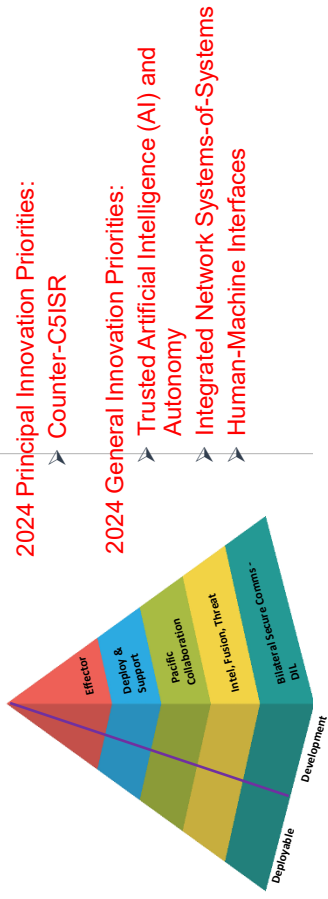 2024 Principal Innovation Priorities:
Counter-C5ISR
2024 General Innovation Priorities:
Trusted Artificial Intelligence (AI) and
Autonomy
Integrated Network Systems-of-Systems
Human-Machine Interfaces
Effector
Deploy &
Support
Pacific
Collaboration
Intel, Fusion, Threat
Bilateral Secure Comms -
DIL
Deployable
Development